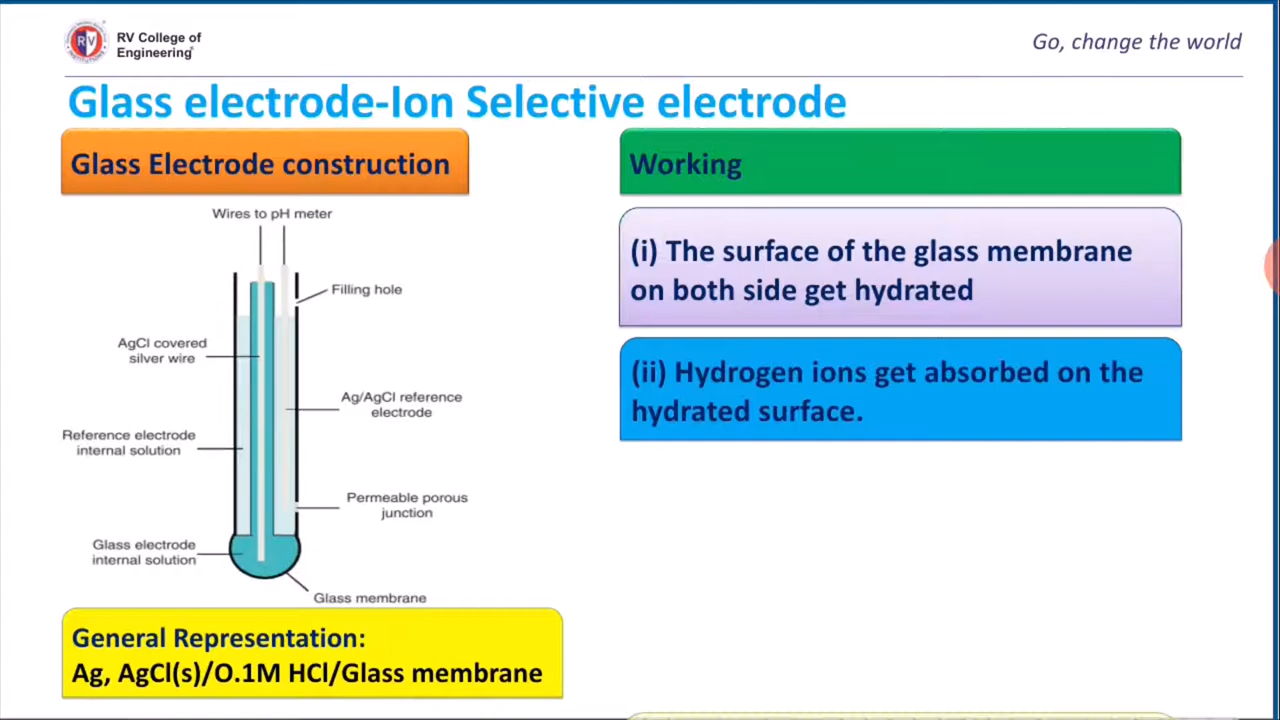 RV College of
Engineering
Go, change the world
Glass electrode-Ion Selective electrode
Glass Electrode construction
Wires to pH meter
Filling hole
AgCl covered
silver wire
Ag/AgCl reference
electrode
Reference electrode
internal solution
Permeable porous
junction
Glass electrode
internal solution
Glass membrane
General Representation:
Ag, AgCl(s)/O.1M HCl/Glass membrane
Working
(i) The surface of the glass membrane
on both side get hydrated
(ii) Hydrogen ions get absorbed on the
hydrated surface.